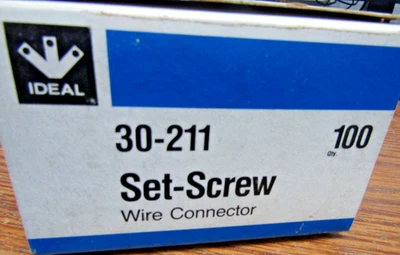 IDEAL
30-211
100
Qty.
Set-Screw
Wire Connector